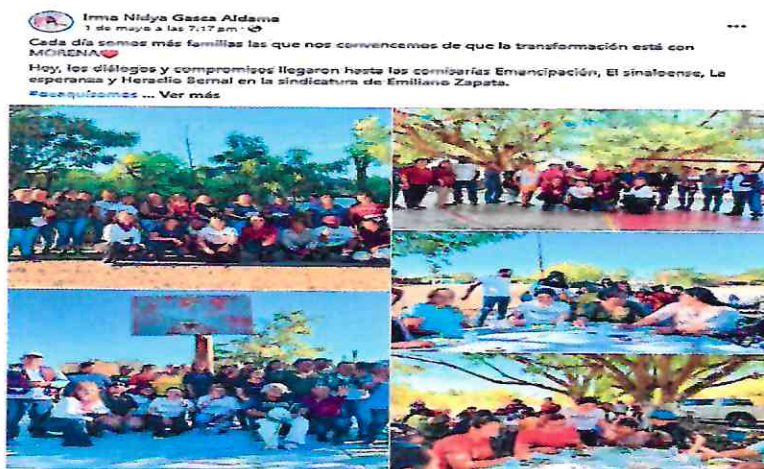 Irma Nidya Gasca Aldama
1 de mayo a las 7:17 pm ·
Cada día somos más familias las que nos convencemos de que la transformación está con
MORENA❤
Hoy, los diálogos y compromisos llegaron hasta las comisarías Emancipación, El sinaloense, La
esperanza y Heraclio Bernal en la sindicatura de Emiliano Zapata.
#aquísomos ... Ver más